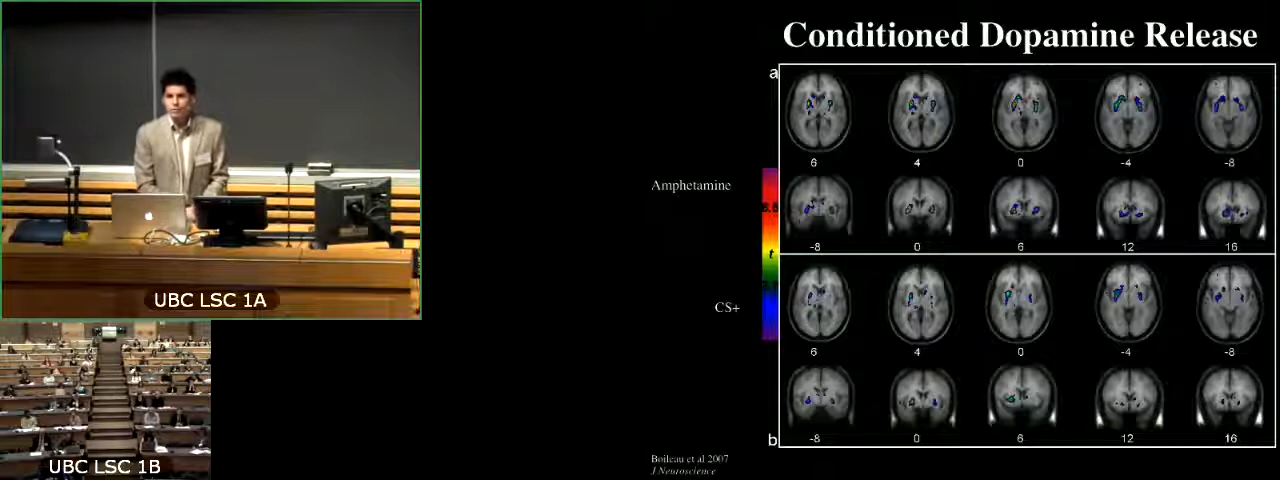 Conditioned Dopamine Release
a
6 4 0 -4 -8
Amphetamine
-8 0 6 12 16
t
CS+
6 4 0 -4 -8
-8 0 6 12 16
b
Boileau et al 2007
J Neuroscience
UBC LSC 1A
UBC LSC 1B